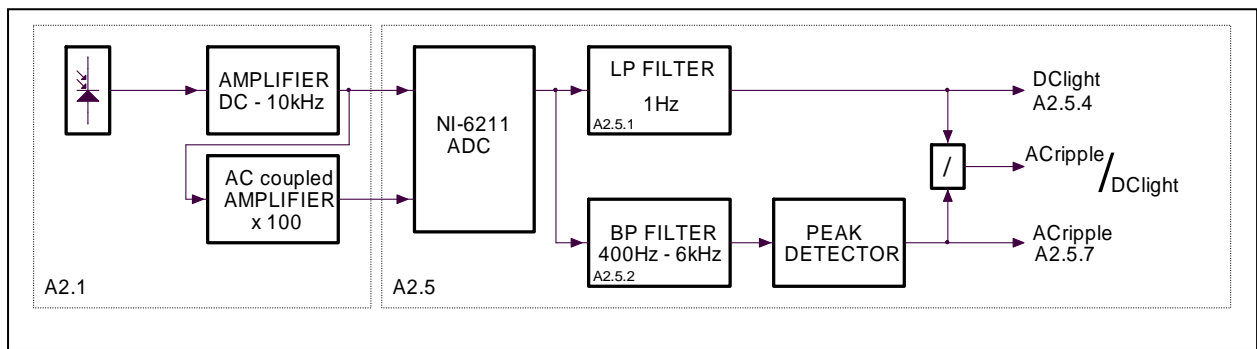 AMPLIFIER
DC - 10kHz
AC coupled
AMPLIFIER
x 100
A2.1
NI-6211
ADC
LP FILTER
1Hz
A2.5.1
BP FILTER
400Hz - 6kHz
A2.5.2
PEAK
DETECTOR
/
DClight
A2.5.4
ACripple
/
DClight
ACripple
A2.5.7
A2.5